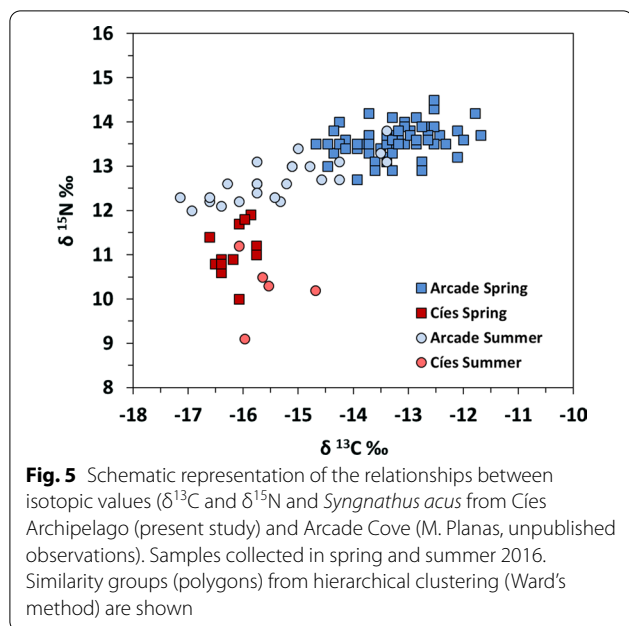 16
15
14
13
12
11
10
9
8
δ ¹⁵N ‰
Arcade Spring
Cíes Spring
Arcade Summer
Cíes Summer
-18 -17 -16 -15 -14 -13 -12 -11 -10
δ ¹³C ‰
Fig. 5 Schematic representation of the relationships between
isotopic values (δ¹³C and δ¹⁵N and Syngnathus acus from Cíes
Archipelago (present study) and Arcade Cove (M. Planas, unpublished
observations). Samples collected in spring and summer 2016.
Similarity groups (polygons) from hierarchical clustering (Ward’s
method) are shown